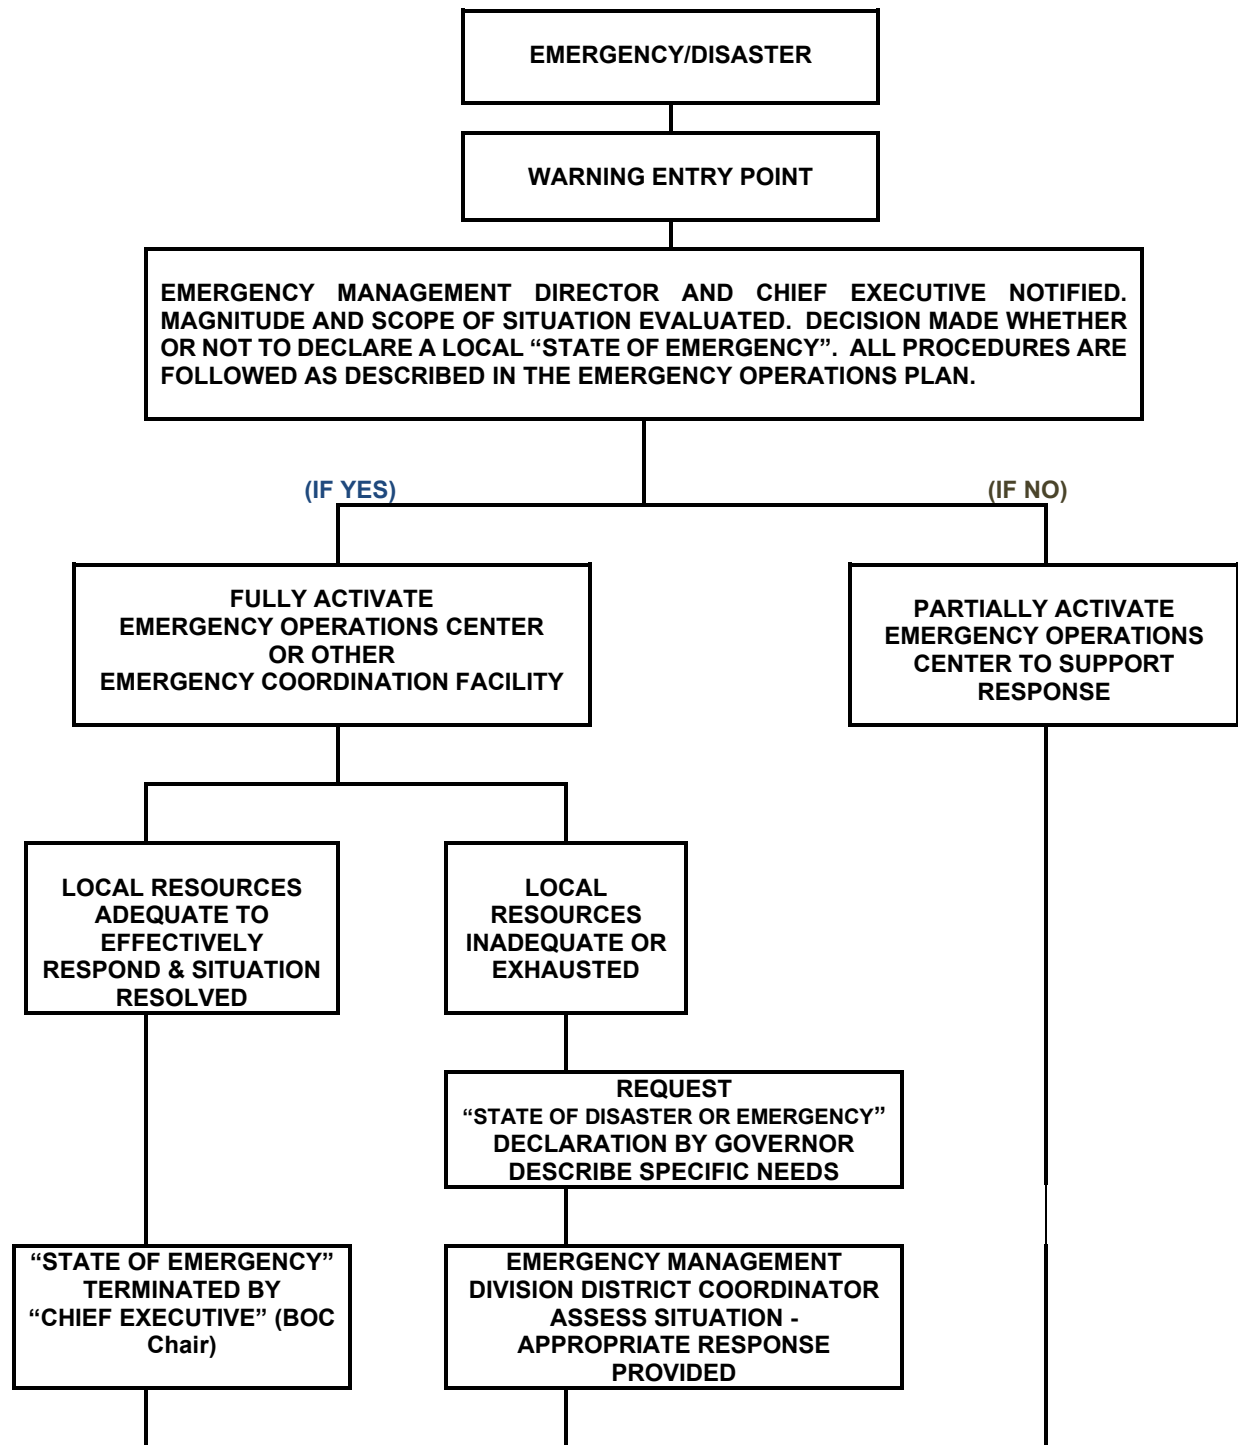 EMERGENCY/DISASTER
WARNING ENTRY POINT
EMERGENCY MANAGEMENT DIRECTOR AND CHIEF EXECUTIVE NOTIFIED.
MAGNITUDE AND SCOPE OF SITUATION EVALUATED. DECISION MADE WHETHER
OR NOT TO DECLARE A LOCAL “STATE OF EMERGENCY”. ALL PROCEDURES ARE
FOLLOWED AS DESCRIBED IN THE EMERGENCY OPERATIONS PLAN.
(IF YES)
(IF NO)
FULLY ACTIVATE
EMERGENCY OPERATIONS CENTER
OR OTHER
EMERGENCY COORDINATION FACILITY
PARTIALLY ACTIVATE
EMERGENCY OPERATIONS
CENTER TO SUPPORT
RESPONSE
LOCAL RESOURCES
ADEQUATE TO
EFFECTIVELY
RESPOND & SITUATION
RESOLVED
LOCAL
RESOURCES
INADEQUATE OR
EXHAUSTED
REQUEST
“STATE OF DISASTER OR EMERGENCY”
DECLARATION BY GOVERNOR
DESCRIBE SPECIFIC NEEDS
“STATE OF EMERGENCY”
TERMINATED BY
“CHIEF EXECUTIVE” (BOC
Chair)
EMERGENCY MANAGEMENT
DIVISION DISTRICT COORDINATOR
ASSESS SITUATION -
APPROPRIATE RESPONSE
PROVIDED